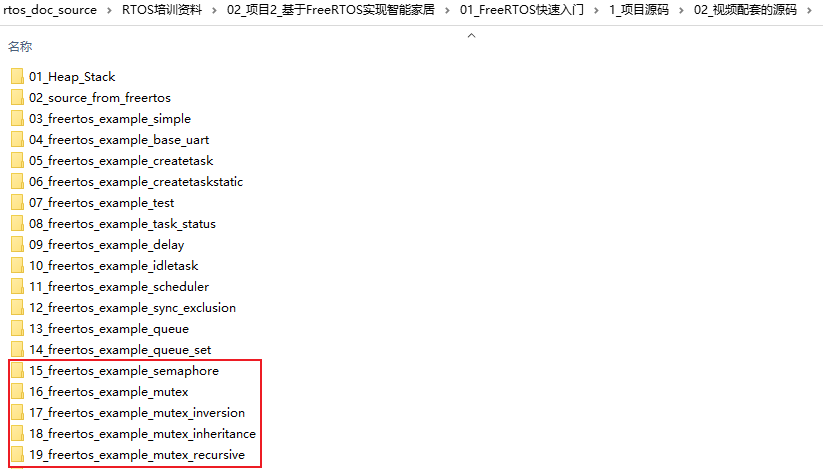 rtos_doc_source > RTOS培训资料 > 02_项目2_基于FreeRTOS实现智能家居 > 01_FreeRTOS快速入门 > 1_项目源码 > 02_视频配套的源码 >
名称
01_Heap_Stack
02_source_from_freertos
03_freertos_example_simple
04_freertos_example_base_uart
05_freertos_example_createtask
06_freertos_example_createtaskstatic
07_freertos_example_test
08_freertos_example_task_status
09_freertos_example_delay
10_freertos_example_idletask
11_freertos_example_scheduler
12_freertos_example_sync_exclusion
13_freertos_example_queue
14_freertos_example_queue_set
15_freertos_example_semaphore
16_freertos_example_mutex
17_freertos_example_mutex_inversion
18_freertos_example_mutex_inheritance
19_freertos_example_mutex_recursive